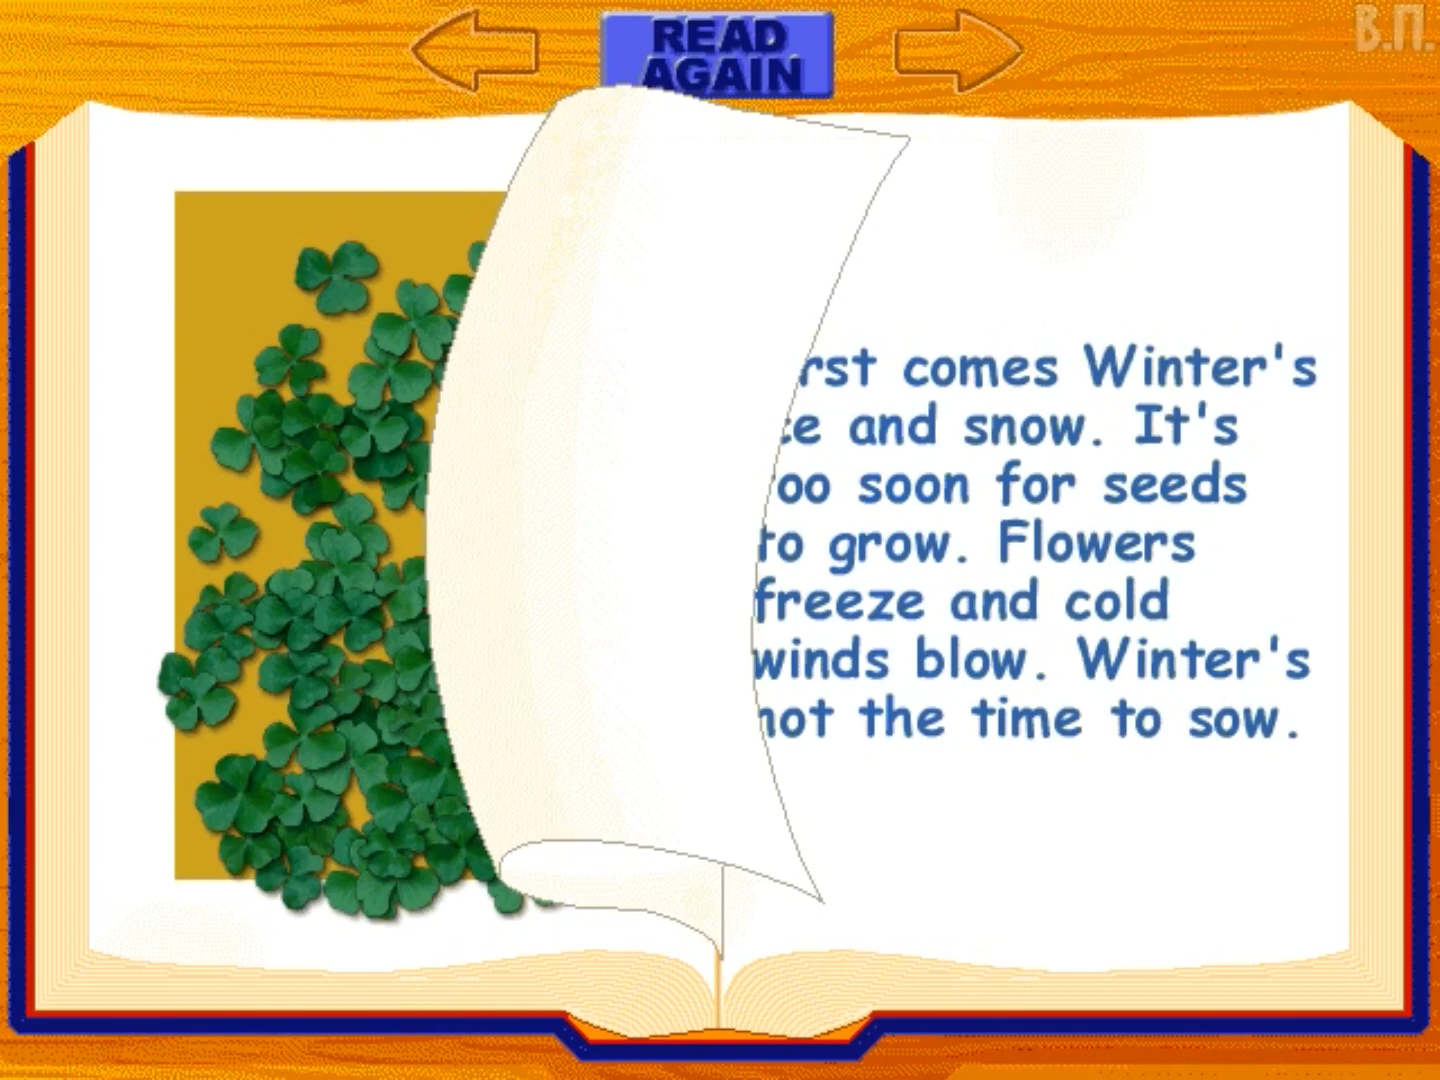 READ
AGAIN
В.П.
rst comes Winter's
ce and snow. It's
oo soon for seeds
to grow. Flowers
freeze and cold
winds blow. Winter's
not the time to sow.